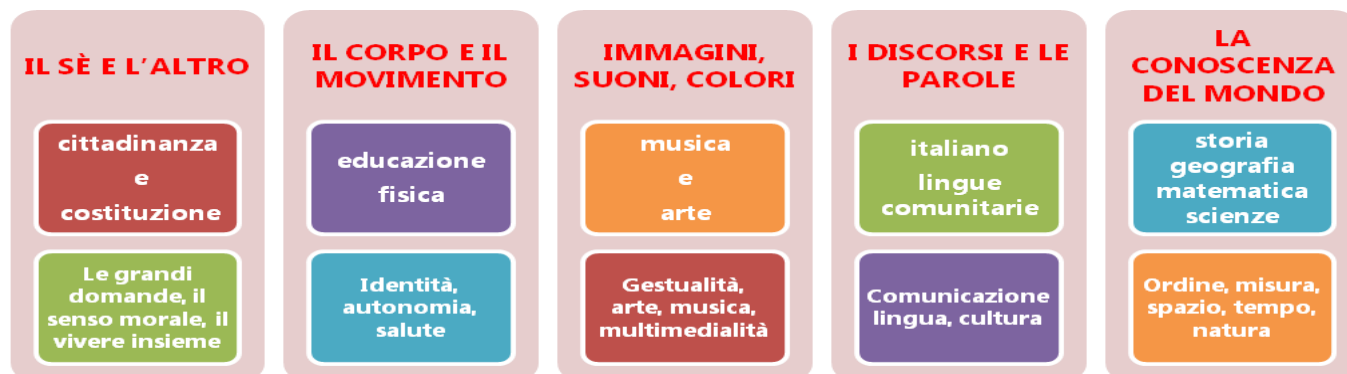 IL SÈ E L’ALTRO
cittadinanza
e
costituzione
Le grandi
domande, il
senso morale, il
vivere insieme
IL CORPO E IL
MOVIMENTO
educazione
fisica
Identità,
autonomia,
salute
IMMAGINI,
SUONI, COLORI
musica
e
arte
Gestualità,
arte, musica,
multimedialità
I DISCORSI E LE
PAROLE
italiano
lingue
comunitarie
Comunicazione
lingua, cultura
LA
CONOSCENZA
DEL MONDO
storia
geografia
matematica
scienze
Ordine, misura,
spazio, tempo,
natura